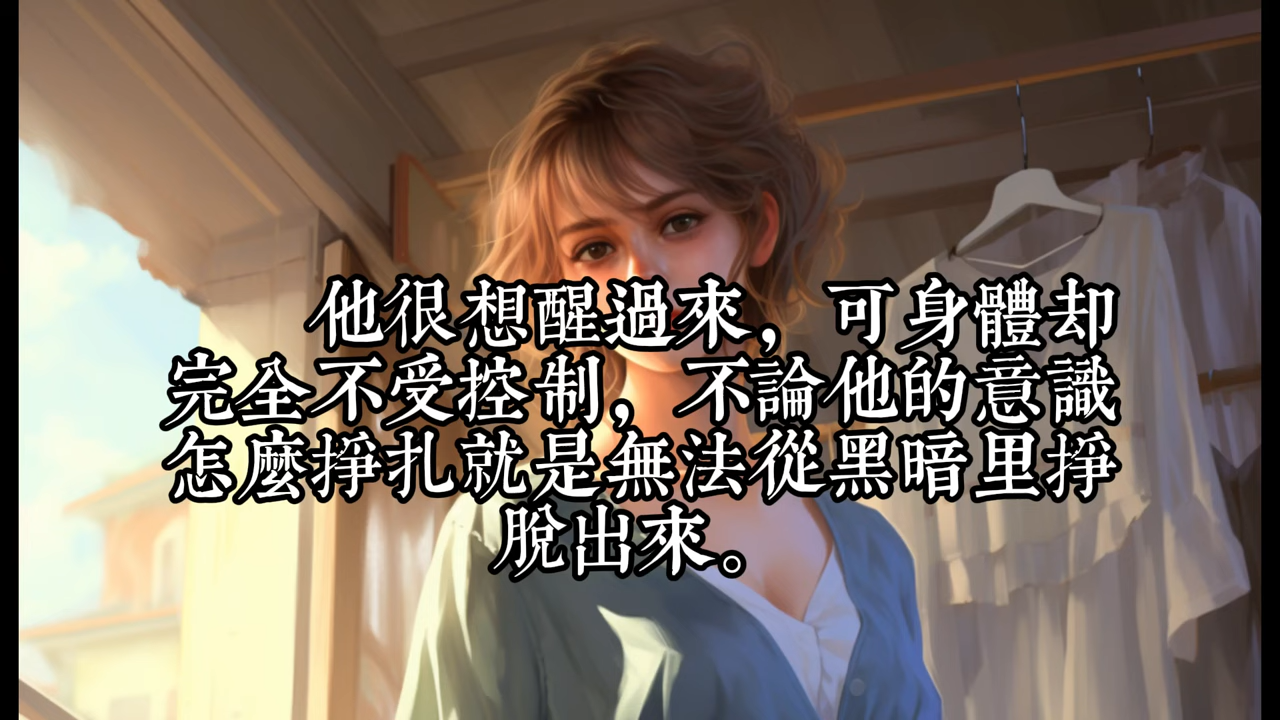 他很想醒過來，可身體却
完全不受控制，不論他的意識
怎麼掙扎就是無法從黑暗里掙
脫出來。